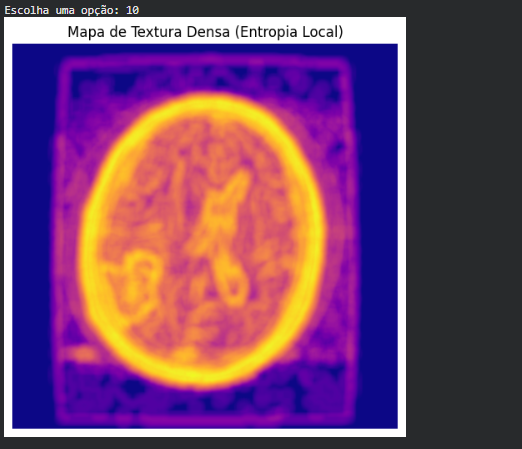 Escolha uma opção: 10
Mapa de Textura Densa (Entropia Local)